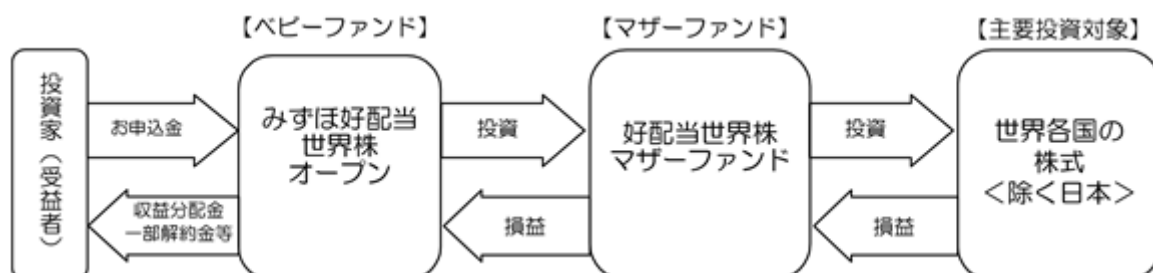 【ベビーファンド】
【マザーファンド】
【主要投資対象】
投資家（受益者）
お申込金
収益分配金
一部解約金等
みずほ好配当
世界株
オープン
投資
損益
好配当世界株
マザーファンド
投資
損益
世界各国の
株式
＜除く日本＞